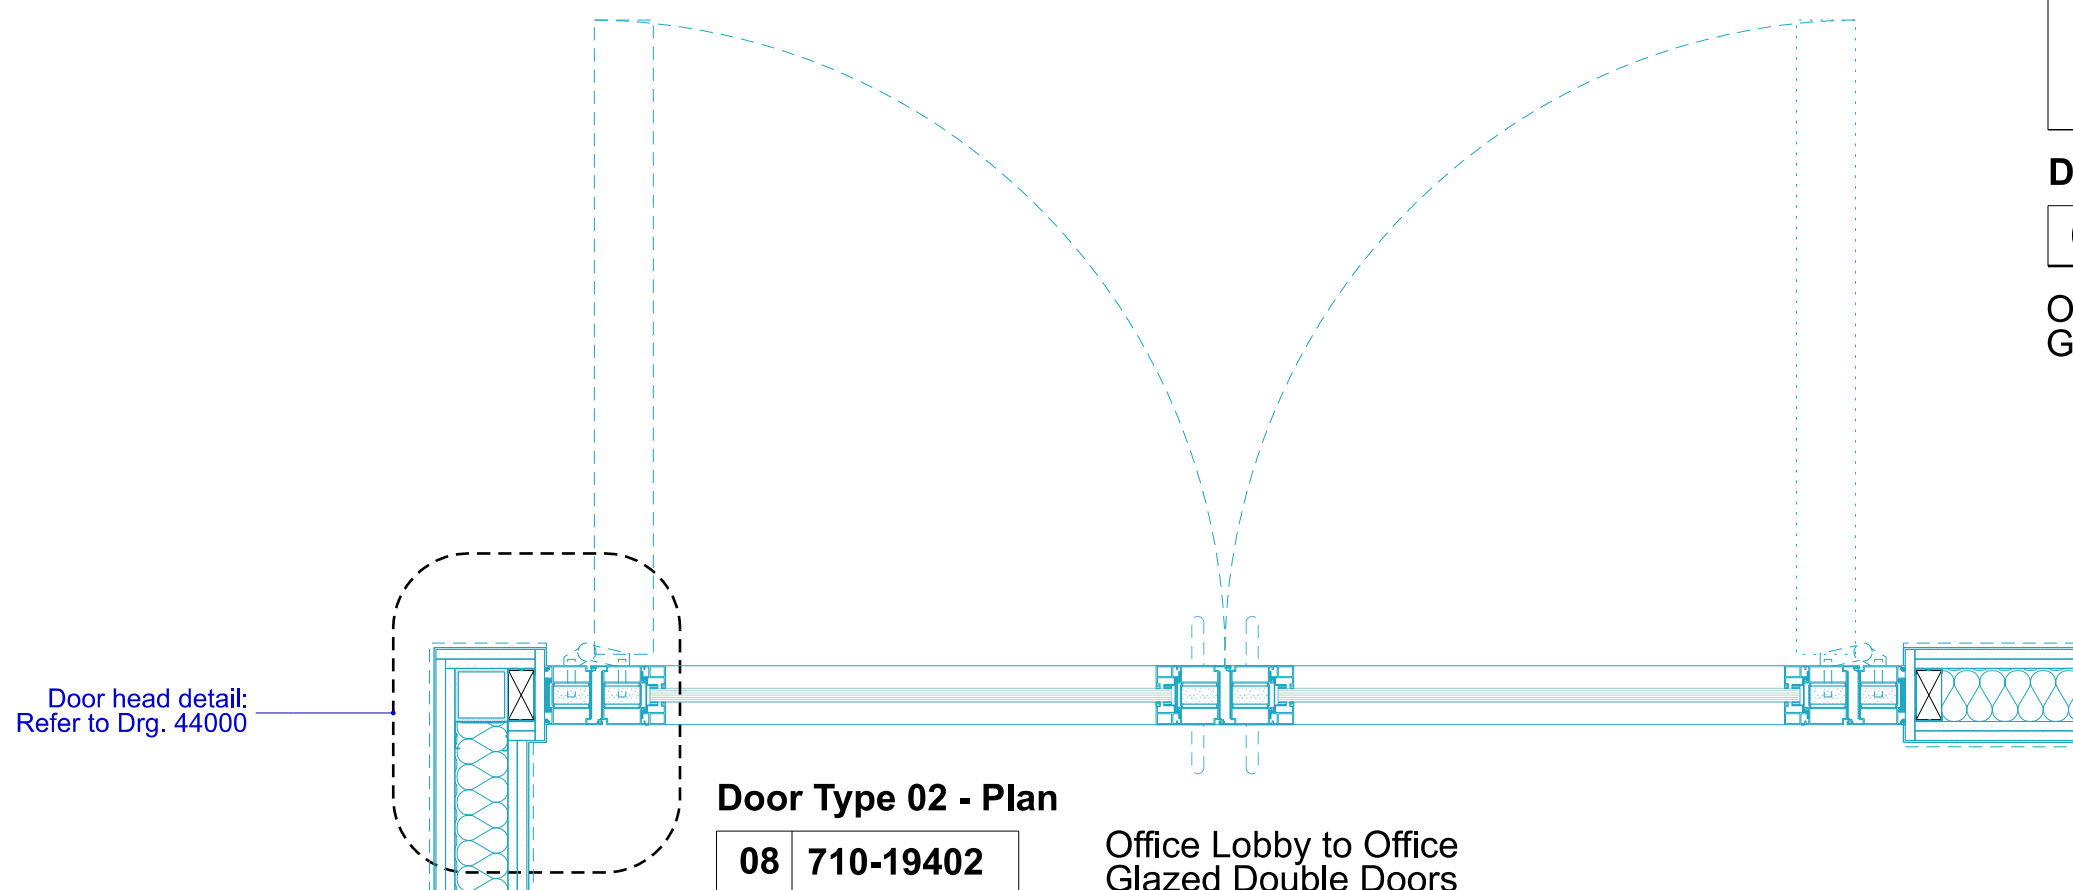 Door head detail:
Refer to Drg. 44000
Door Type 02 - Plan
08 710-19402
Office Lobby to Office
Glazed Double Doors
D
O
G